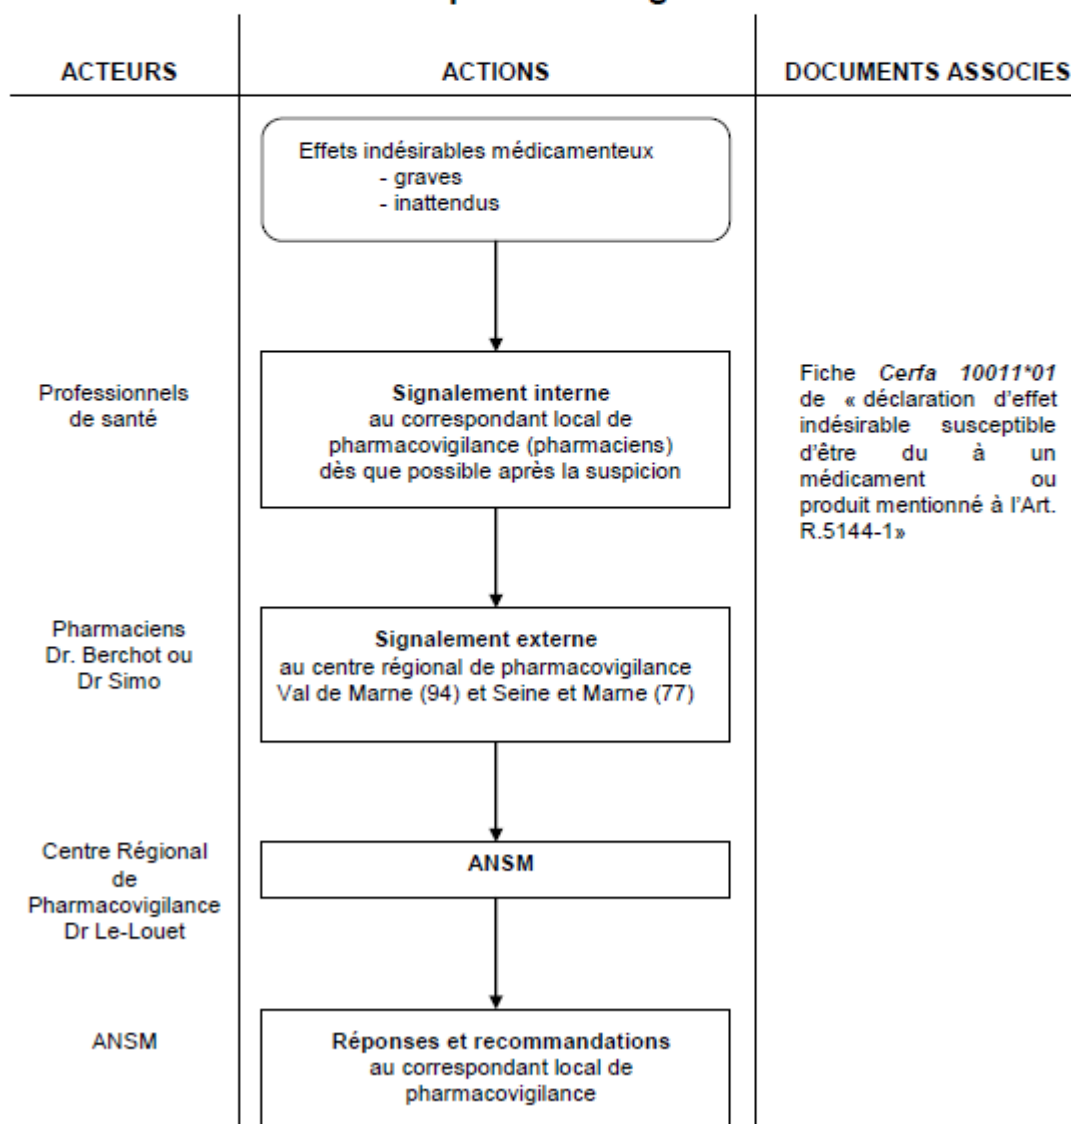 ACTEURS
ACTIONS
DOCUMENTS ASSOCIES
Effets indésirables médicamenteux
- graves
- inattendus
Professionnels
de santé
Signalement interne
au correspondant local de
pharmacovigilance (pharmaciens)
dès que possible après la suspicion
Fiche Cerfa 10011*01
de « déclaration d'effet
indésirable susceptible
d'être du à un
médicament ou
produit mentionné à l'Art.
R.5144-1»
Pharmaciens
Dr. Berchot ou
Dr Simo
Signalement externe
au centre régional de pharmacovigilance
Val de Marne (94) et Seine et Marne (77)
Centre Régional
de
Pharmacovigilance
Dr Le-Louet
ANSM
ANSM
Réponses et recommandations
au correspondant local de
pharmacovigilance